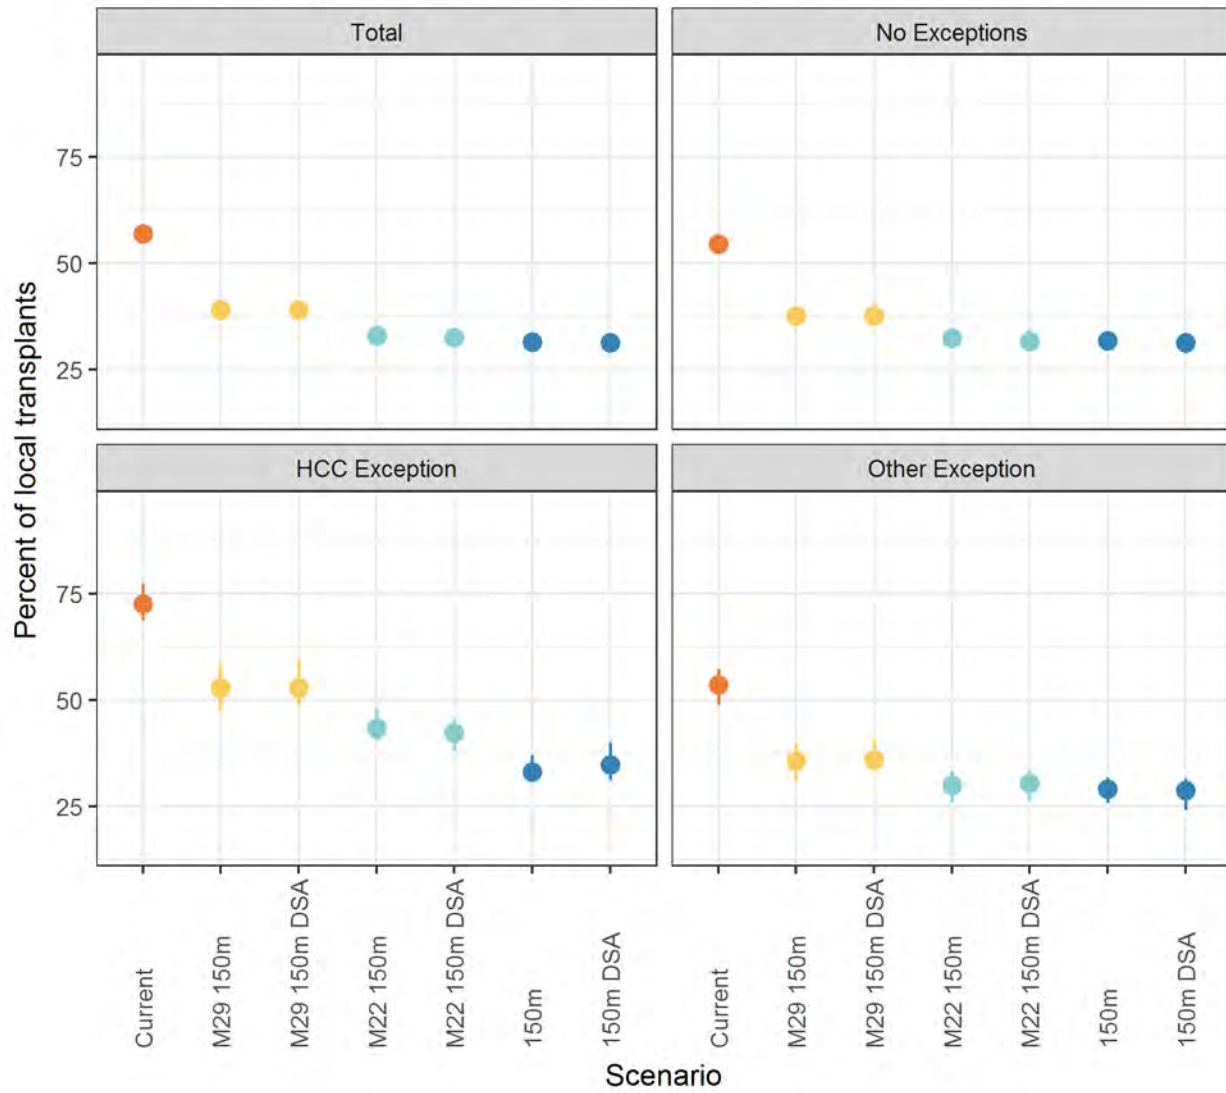 Total
No Exceptions
75
50
25
HCC Exception
Other Exception
75
50
25
Percent of local transplants
Current
M29 150m
M29 150m DSA
M22 150m
M22 150m DSA
150m
150m DSA
Current
M29 150m
M29 150m DSA
M22 150m
M22 150m DSA
150m
150m DSA
Scenario